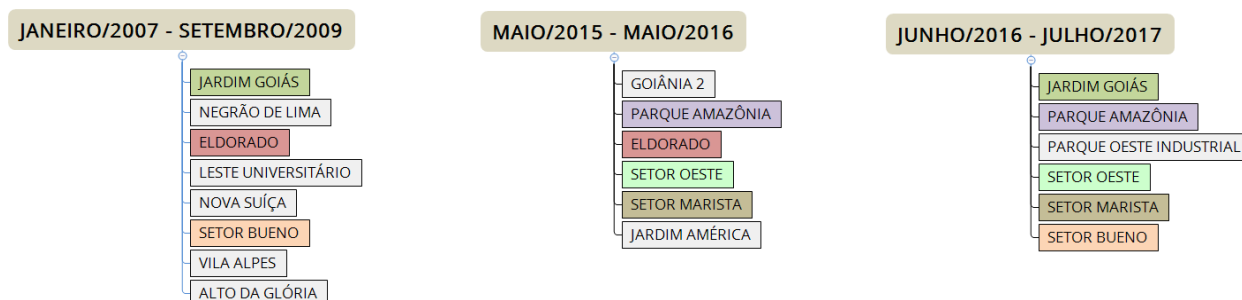 JANEIRO/2007 - SETEMBRO/2009
JARDIM GOIÁS
NEGRÃO DE LIMA
ELDORADO
LESTE UNIVERSITÁRIO
NOVA SUÍÇA
SETOR BUENO
VILA ALPES
ALTO DA GLÓRIA
MAIO/2015 - MAIO/2016
GOIÂNIA 2
PARQUE AMAZÔNIA
ELDORADO
SETOR OESTE
SETOR MARISTA
JARDIM AMÉRICA
JUNHO/2016 - JULHO/2017
JARDIM GOIÁS
PARQUE AMAZÔNIA
PARQUE OESTE INDUSTRIAL
SETOR OESTE
SETOR MARISTA
SETOR BUENO